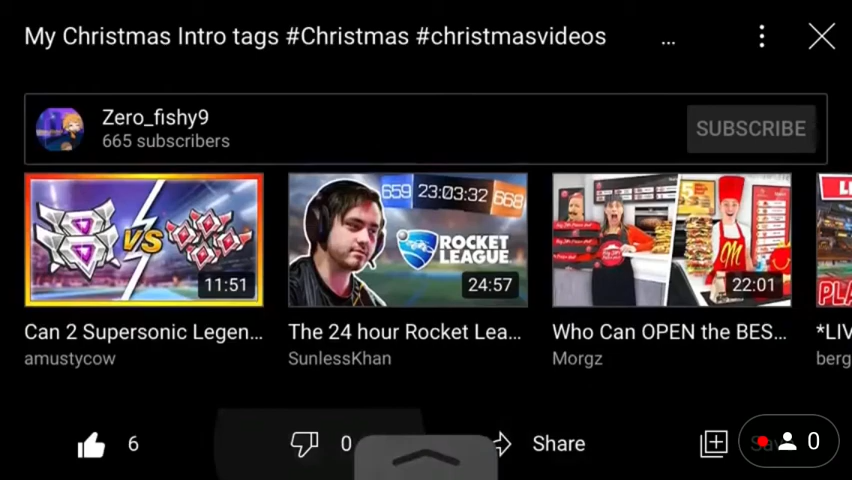 My Christmas Intro tags #Christmas #christmasvideos ...
Zero_fishy9
665 subscribers
SUBSCRIBE
VS
11:51
659 23:03:32 668
ROCKET
LEAGUE
24:57
22:01
Can 2 Supersonic Legen...
amustycow
The 24 hour Rocket Lea...
SunlessKhan
Who Can OPEN the BES...
Morgz
*LIV
berg
6
0
Share
0